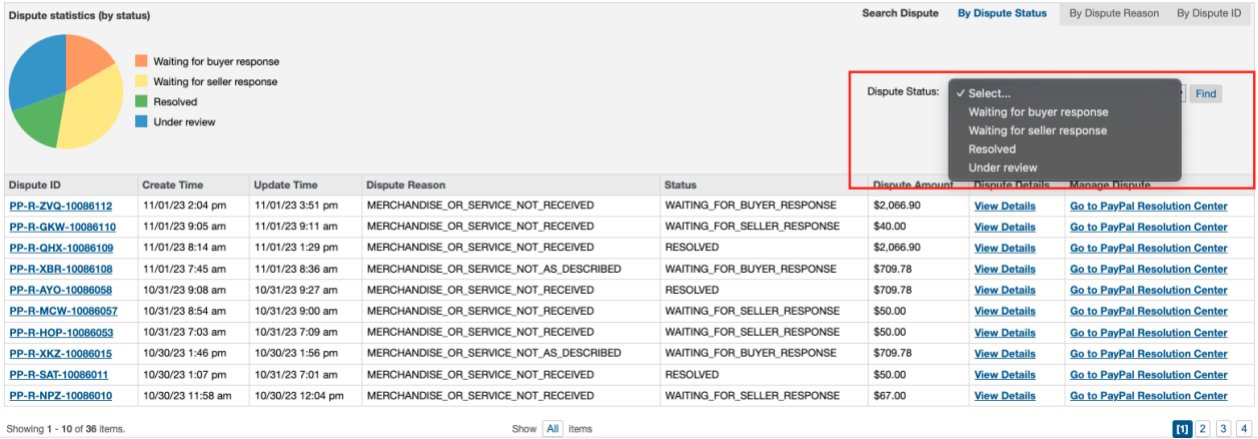 Dispute statistics (by status)
Search Dispute By Dispute Status By Dispute Reason By Dispute ID
Waiting for buyer response
Waiting for seller response
Resolved
Under review
Dispute Status: ✓ Select... Find
Waiting for buyer response
Waiting for seller response
Resolved
Under review
Dispute ID Create Time Update Time Dispute Reason Status Dispute Amount Dispute Details Manage Dispute
PP-R-ZVQ-10086112 11/01/23 2:04 pm 11/01/23 3:51 pm MERCHANDISE_OR_SERVICE_NOT_RECEIVED WAITING_FOR_BUYER_RESPONSE $2,066.90 View Details Go to PayPal Resolution Center
PP-R-GKW-10086110 11/01/23 9:05 am 11/01/23 9:11 am MERCHANDISE_OR_SERVICE_NOT_RECEIVED WAITING_FOR_SELLER_RESPONSE $40.00 View Details Go to PayPal Resolution Center
PP-R-QHX-10086109 11/01/23 8:14 am 11/01/23 1:29 pm MERCHANDISE_OR_SERVICE_NOT_RECEIVED RESOLVED $2,066.90 View Details Go to PayPal Resolution Center
PP-R-XBR-10086108 11/01/23 7:45 am 11/01/23 8:36 am MERCHANDISE_OR_SERVICE_NOT_AS_DESCRIBED WAITING_FOR_BUYER_RESPONSE $709.78 View Details Go to PayPal Resolution Center
PP-R-AYO-10086058 10/31/23 9:08 am 10/31/23 9:27 am MERCHANDISE_OR_SERVICE_NOT_RECEIVED RESOLVED $709.78 View Details Go to PayPal Resolution Center
PP-R-MCW-10086057 10/31/23 8:54 am 10/31/23 9:00 am MERCHANDISE_OR_SERVICE_NOT_RECEIVED WAITING_FOR_SELLER_RESPONSE $50.00 View Details Go to PayPal Resolution Center
PP-R-HOP-10086053 10/31/23 7:03 am 10/31/23 7:09 am MERCHANDISE_OR_SERVICE_NOT_RECEIVED WAITING_FOR_SELLER_RESPONSE $50.00 View Details Go to PayPal Resolution Center
PP-R-XKZ-10086015 10/30/23 1:46 pm 10/30/23 1:56 pm MERCHANDISE_OR_SERVICE_NOT_AS_DESCRIBED WAITING_FOR_BUYER_RESPONSE $709.78 View Details Go to PayPal Resolution Center
PP-R-SAT-10086011 10/30/23 1:07 pm 10/31/23 7:01 am MERCHANDISE_OR_SERVICE_NOT_RECEIVED RESOLVED $50.00 View Details Go to PayPal Resolution Center
PP-R-NPZ-10086010 10/30/23 11:58 am 10/30/23 12:04 pm MERCHANDISE_OR_SERVICE_NOT_RECEIVED WAITING_FOR_SELLER_RESPONSE $67.00 View Details Go to PayPal Resolution Center
Showing 1 - 10 of 36 items. Show All items [1] 2 3 4